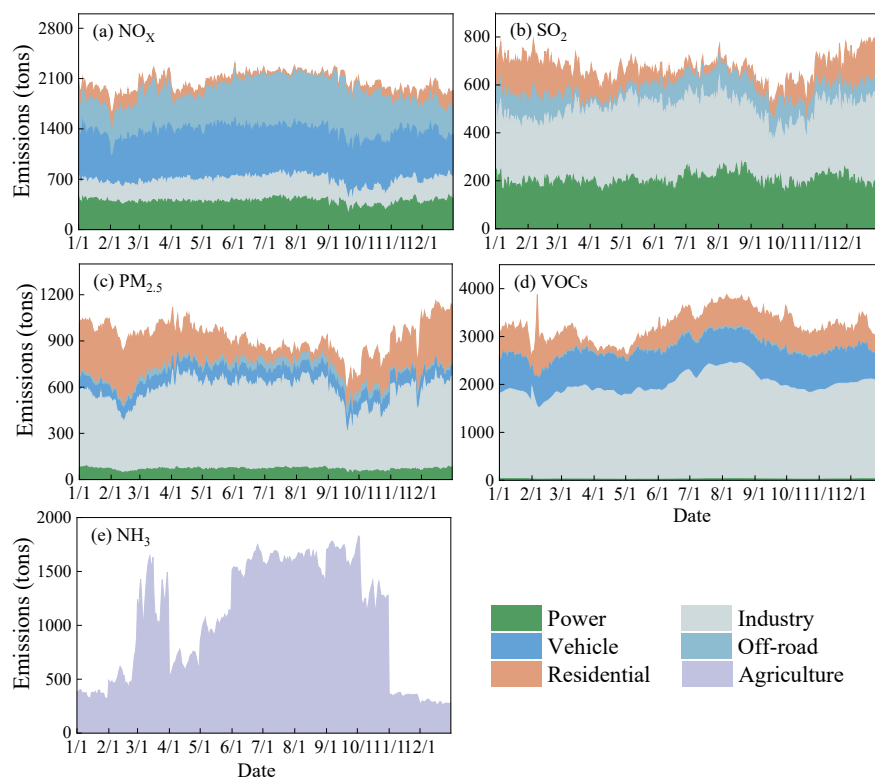 (a) NOX
Emissions (tons)
2800
2100
1400
700
0
1/1 2/1 3/1 4/1 5/1 6/1 7/1 8/1 9/1 10/1 11/1 12/1
(b) SO2
800
600
400
200
0
1/1 2/1 3/1 4/1 5/1 6/1 7/1 8/1 9/1 10/1 11/1 12/1
(c) PM2.5
Emissions (tons)
1200
900
600
300
0
1/1 2/1 3/1 4/1 5/1 6/1 7/1 8/1 9/1 10/1 11/1 12/1
(d) VOCs
4000
3000
2000
1000
0
1/1 2/1 3/1 4/1 5/1 6/1 7/1 8/1 9/1 10/1 11/1 12/1
Date
(e) NH3
Emissions (tons)
2000
1500
1000
500
0
1/1 2/1 3/1 4/1 5/1 6/1 7/1 8/1 9/1 10/1 11/1 12/1
Date
Power Industry
Vehicle Off-road
Residential Agriculture